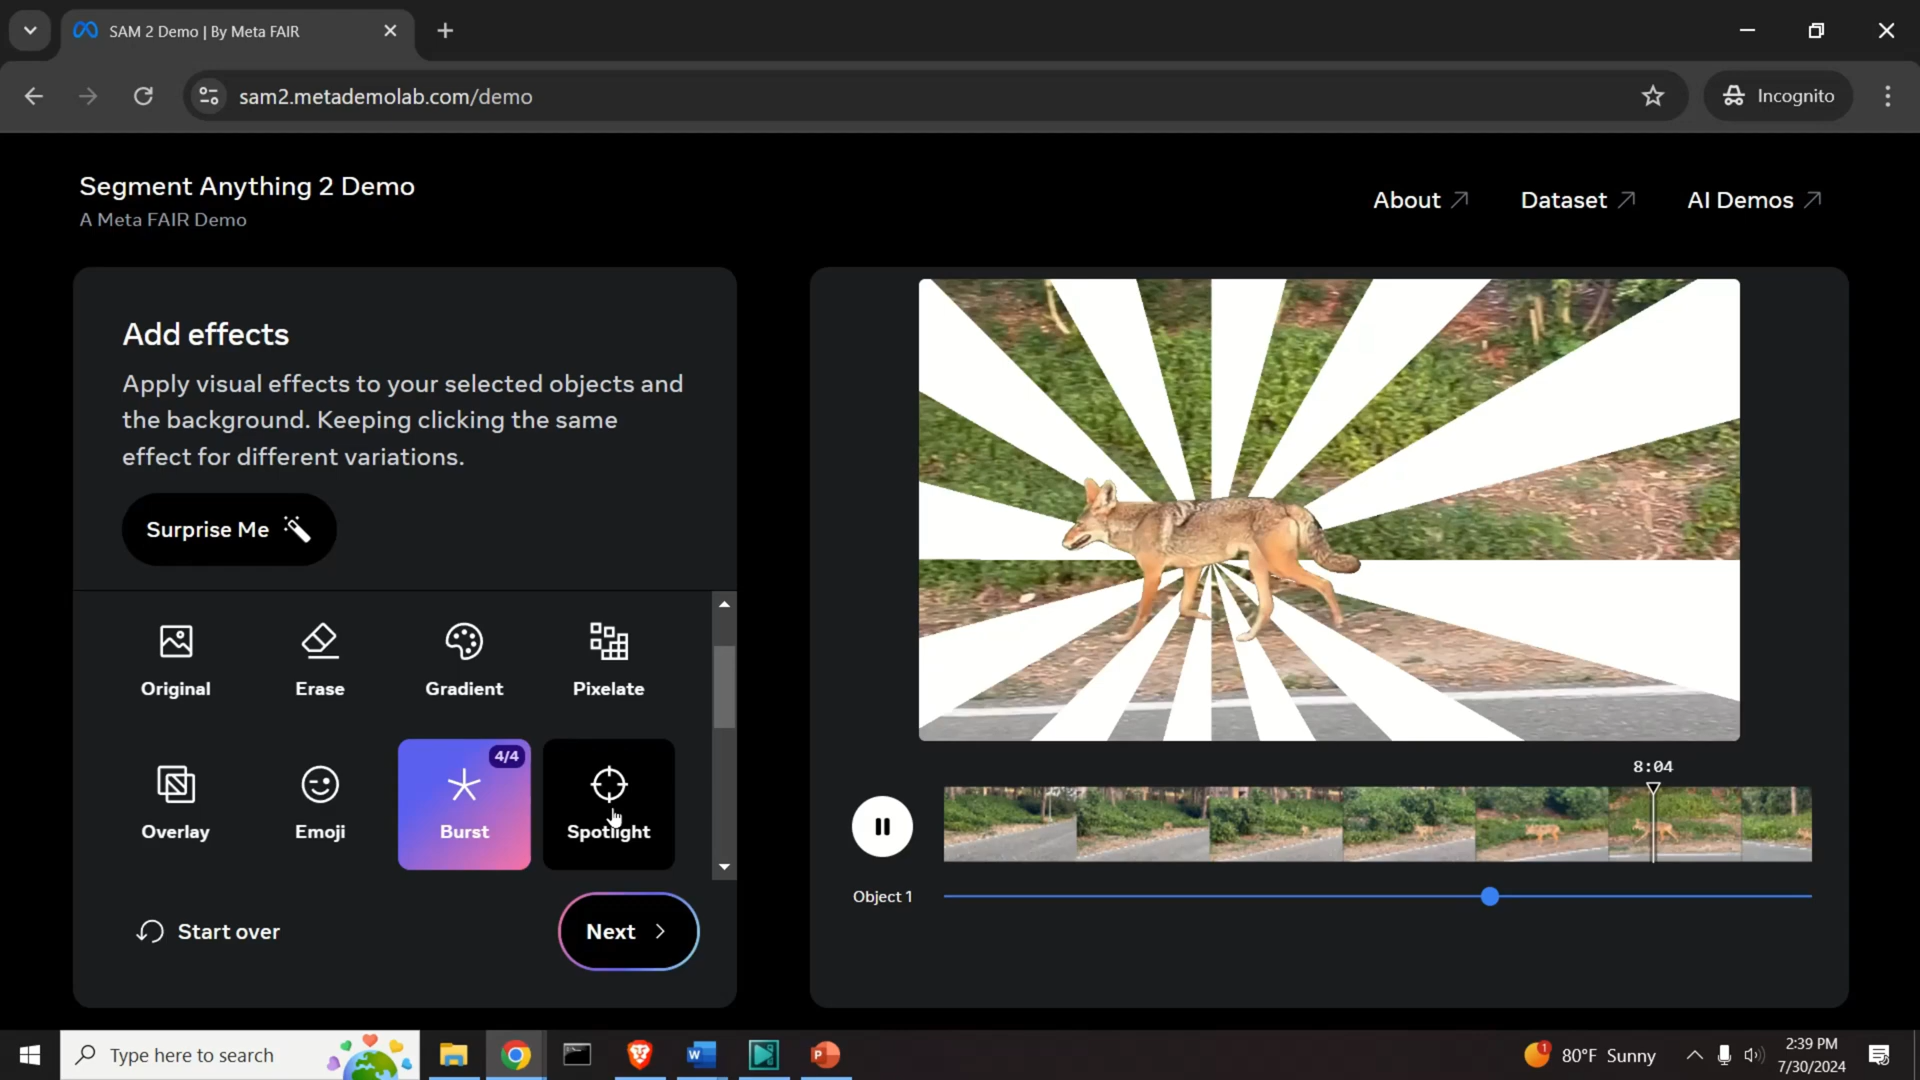 SAM 2 Demo | By Meta FAIR
sam2.metademolab.com/demo
Incognito
Segment Anything 2 Demo
A Meta FAIR Demo
About
Dataset
AI Demos
Add effects
Apply visual effects to your selected objects and
the background. Keeping clicking the same
effect for different variations.
Surprise Me
Original
Erase
Gradient
Pixelate
4/4
Overlay
Emoji
Burst
Spotlight
8:04
Object 1
Start over
Next
Type here to search
1
80°F Sunny
2:39 PM
7/30/2024